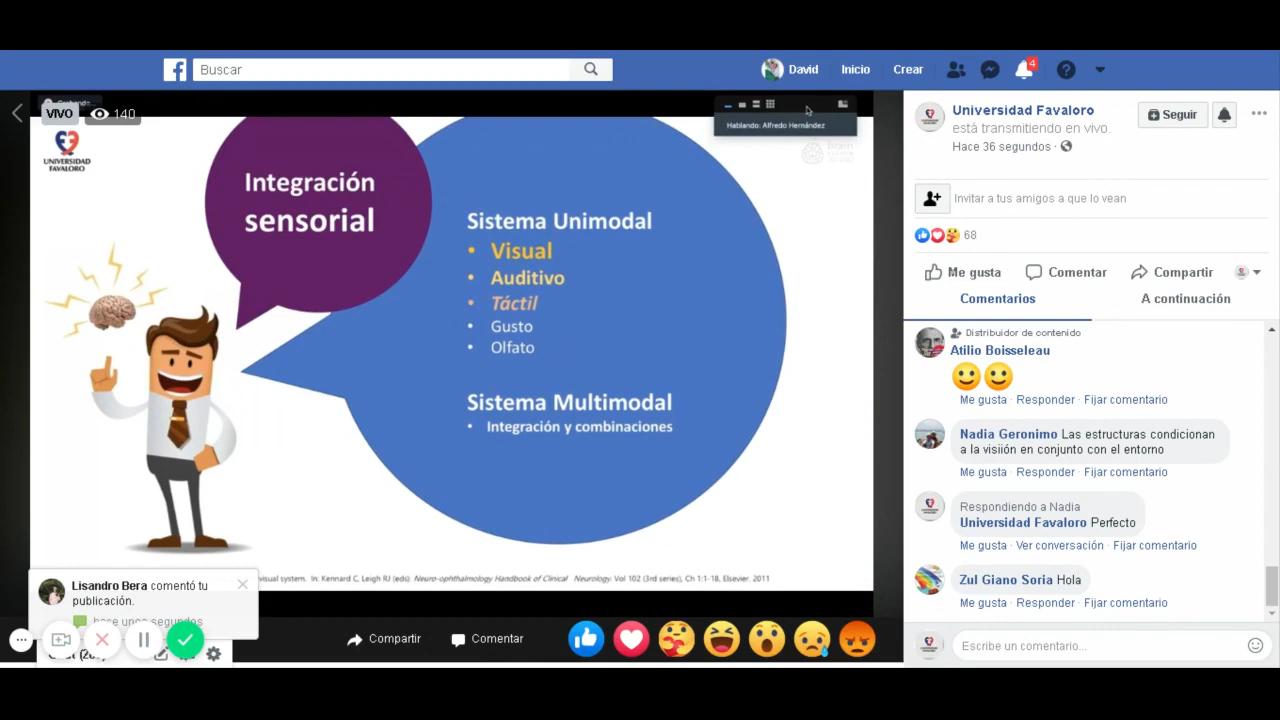 Buscar
David
Inicio
Crear
4
VIVO
140
UNIVERSIDAD
FAVALORO
Hablando: Alfredo Hernández
brain
Integración
sensorial
Sistema Unimodal
• Visual
• Auditivo
• Táctil
• Gusto
• Olfato
Sistema Multimodal
• Integración y combinaciones
visual system. In: Kennard C, Leigh RJ (eds). Neuro-ophthalmology Handbook of Clinical Neurology. Vol 102 (3rd series), Ch 1:1-18, Elsevier. 2011
Lisandro Bera comentó tu
publicación.
hace unos segundos
Compartir
Comentar
Universidad Favaloro
está transmitiendo en vivo.
Hace 36 segundos ·
Seguir
Invitar a tus amigos a que lo vean
68
Me gusta
Comentar
Compartir
Comentarios
A continuación
Distribuidor de contenido
Atilio Boisseleau
Me gusta · Responder · Fijar comentario
Nadia Geronimo Las estructuras condicionan
a la visiión en conjunto con el entorno
Me gusta · Responder · Fijar comentario
Respondiendo a Nadia
Universidad Favaloro Perfecto
Me gusta · Ver conversación · Fijar comentario
Zul Giano Soria Hola
Me gusta · Responder · Fijar comentario
Escribe un comentario...